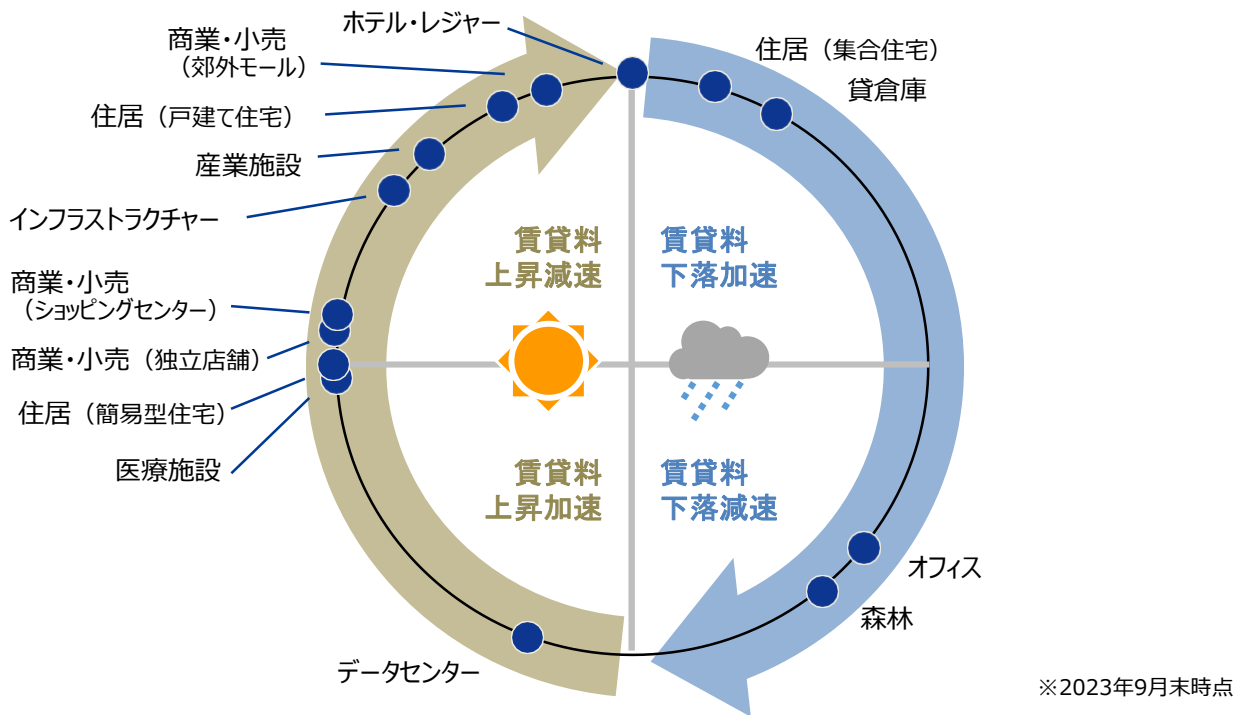 ホテル・レジャー
商業・小売
（郊外モール）
住居（戸建て住宅）
産業施設
インフラストラクチャー
商業・小売
（ショッピングセンター）
商業・小売（独立店舗）
住居（簡易型住宅）
医療施設
データセンター
住居（集合住宅）
貸倉庫
賃貸料
上昇減速
賃貸料
下落加速
賃貸料
上昇加速
賃貸料
下落減速
オフィス
森林
※2023年9月末時点